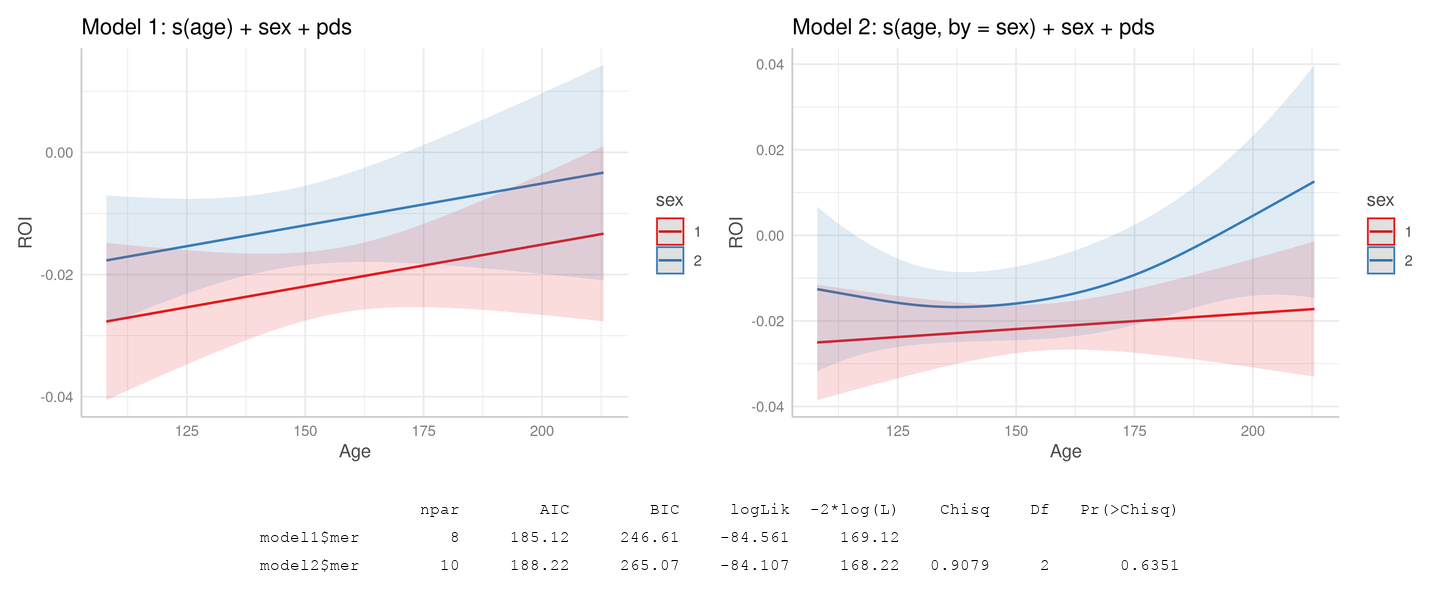 Model 1: s(age) + sex + pds
0.00
-0.02
-0.04
ROI
125 150 175 200
Age
sex
1
2
Model 2: s(age, by = sex) + sex + pds
0.04
0.02
0.00
-0.02
-0.04
ROI
125 150 175 200
Age
sex
1
2
npar AIC BIC logLik -2*log(L) Chisq Df Pr(>Chisq)
model1$mer 8 185.12 246.61 -84.561 169.12
model2$mer 10 188.22 265.07 -84.107 168.22 0.9079 2 0.6351